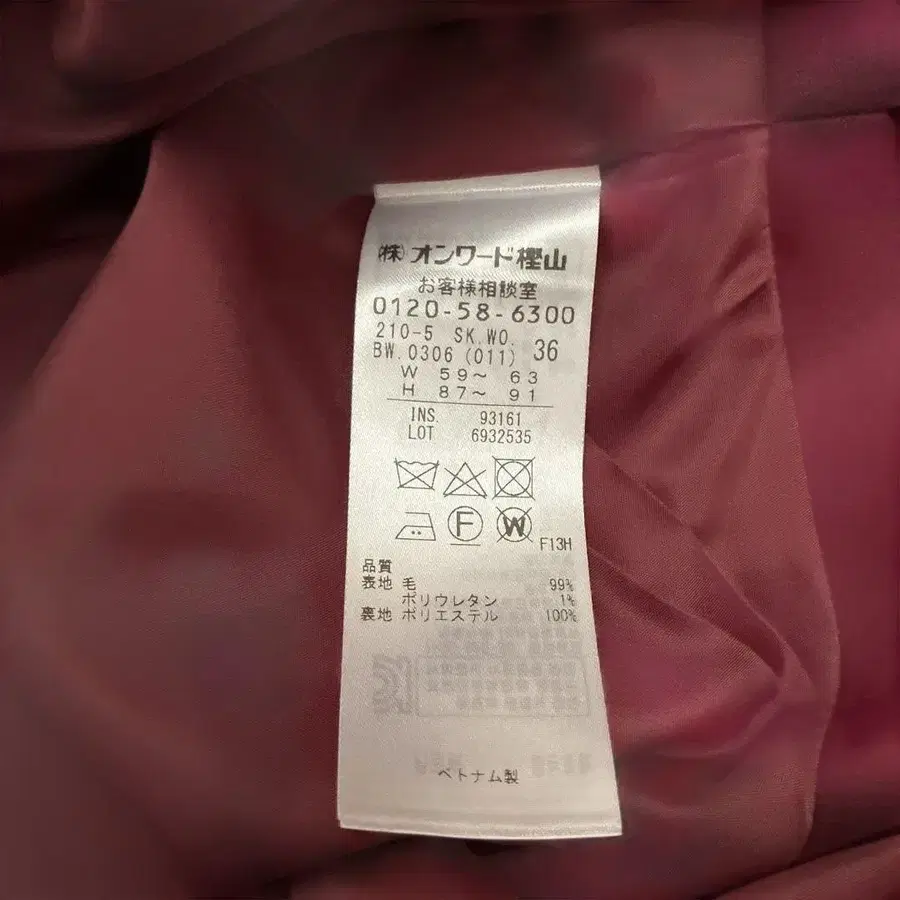 (株)オンワード樫山
お客様相談室
0120-58-6300
210-5 SK.WO.
BW.0306(011) 36
W 59～ 63
H 87～ 91
INS. 93161
LOT 6932535
F
W
F13H
品質
表地 毛 99%
ポリウレタン 1%
裏地 ポリエステル 100%
ベトナム製